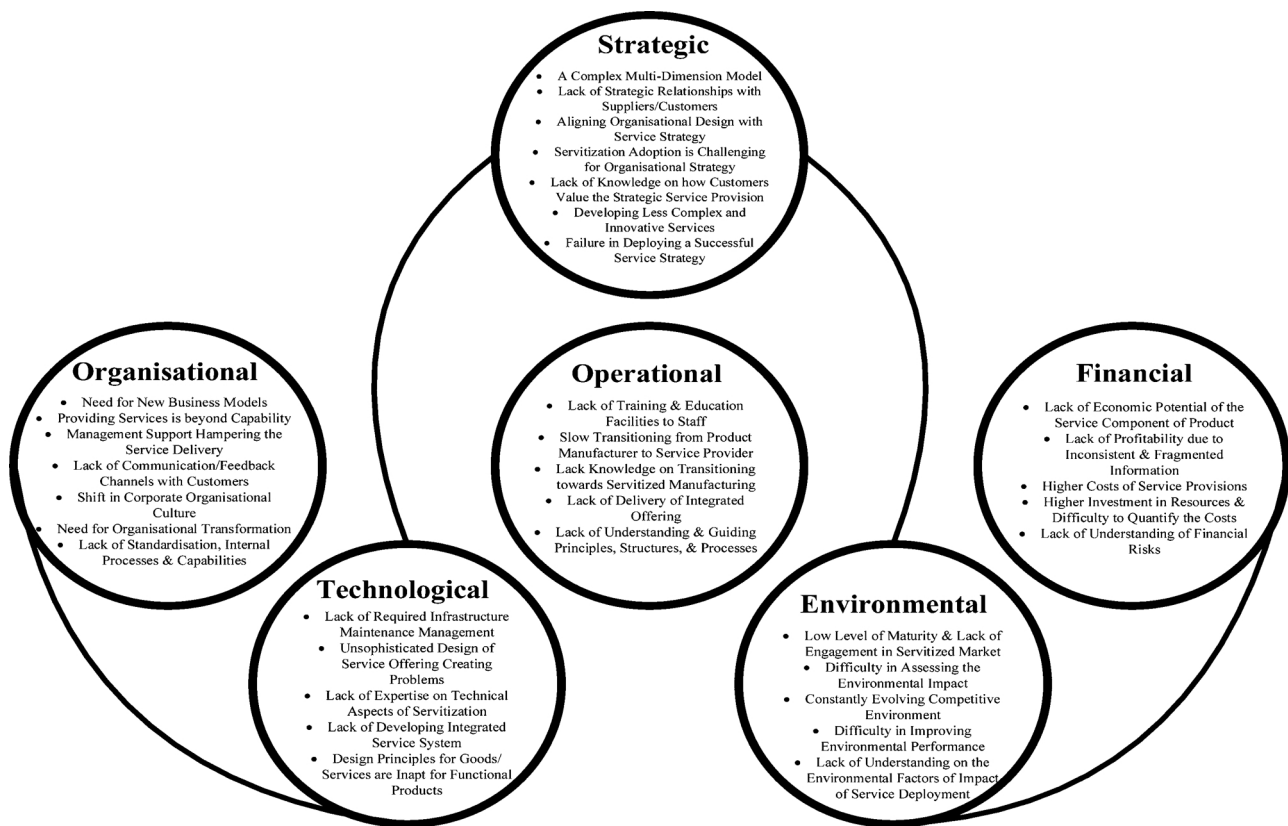 Strategic
• A Complex Multi-Dimension Model
• Lack of Strategic Relationships with
Suppliers/Customers
• Aligning Organisational Design with
Service Strategy
• Servitization Adoption is Challenging
for Organisational Strategy
• Lack of Knowledge on how Customers
Value the Strategic Service Provision
• Developing Less Complex and
Innovative Services
• Failure in Deploying a Successful
Service Strategy
Organisational
• Need for New Business Models
• Providing Services is beyond Capability
• Management Support Hampering the
Service Delivery
• Lack of Communication/Feedback
Channels with Customers
• Shift in Corporate Organisational
Culture
• Need for Organisational Transformation
• Lack of Standardisation, Internal
Processes & Capabilities
Operational
• Lack of Training & Education
Facilities to Staff
• Slow Transitioning from Product
Manufacturer to Service Provider
• Lack Knowledge on Transitioning
towards Servitized Manufacturing
• Lack of Delivery of Integrated
Offering
• Lack of Understanding & Guiding
Principles, Structures, & Processes
Financial
• Lack of Economic Potential of the
Service Component of Product
• Lack of Profitability due to
Inconsistent & Fragmented
Information
• Higher Costs of Service Provisions
• Higher Investment in Resources &
Difficulty to Quantify the Costs
• Lack of Understanding of Financial
Risks
Technological
• Lack of Required Infrastructure
Maintenance Management
• Unsophisticated Design of
Service Offering Creating
Problems
• Lack of Expertise on Technical
Aspects of Servitization
• Lack of Developing Integrated
Service System
• Design Principles for Goods/
Services are Inapt for Functional
Products
Environmental
• Low Level of Maturity & Lack of
Engagement in Servitized Market
• Difficulty in Assessing the
Environmental Impact
• Constantly Evolving Competitive
Environment
• Difficulty in Improving
Environmental Performance
• Lack of Understanding on the
Environmental Factors of Impact
of Service Deployment